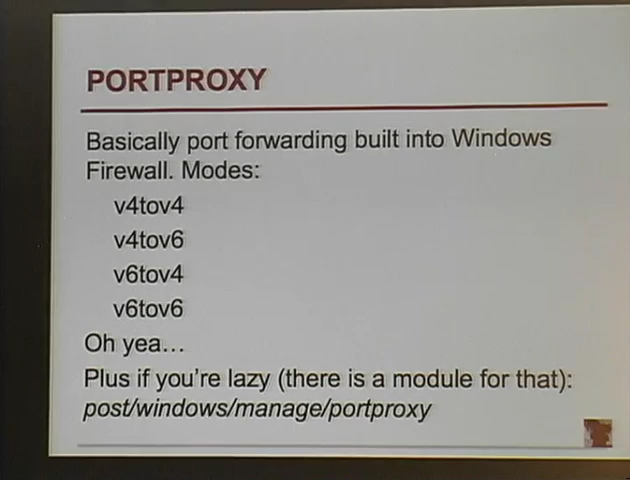 PORTPROXY
Basically port forwarding built into Windows
Firewall. Modes:
v4tov4
v4tov6
v6tov4
v6tov6
Oh yea…
Plus if you're lazy (there is a module for that):
post/windows/manage/portproxy